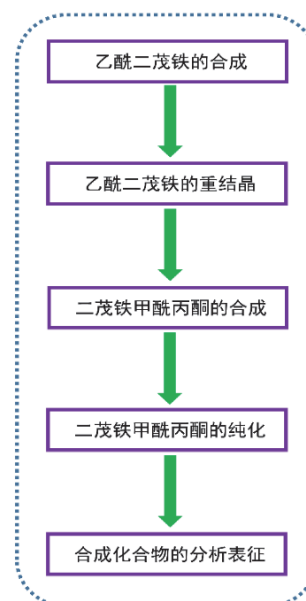 乙酰二茂铁的合成
乙酰二茂铁的重结晶
二茂铁甲酰丙酮的合成
二茂铁甲酰丙酮的纯化
合成化合物的分析表征